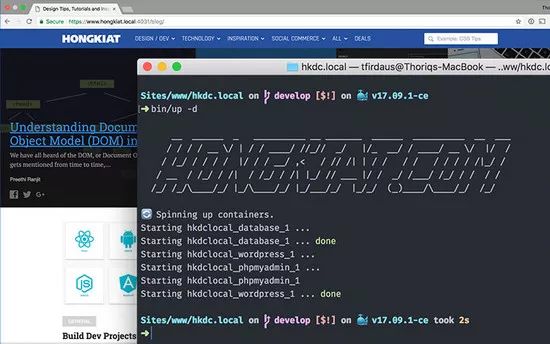 Design Tips, Tutorials and Ins
Secure https://www.hongkiat.local:4031/blog/
HONGKIAT
DESIGN / DEV TECHNOLOGY INSPIRATION SOCIAL COMMERCE ALL DEALS
Example: CSS Tips
<html>
Understanding Docum
Object Model (DOM) in
We have all heard of the DOM, or Document O
gets mentioned from time to time,...
Preethi Ranjit
JS
GENERAL
Build Dev Projects
hkdc.local — tfirdaus@Thoriqs-MacBook — ..ww/hkdc.lo
Sites/www/hkdc.local on develop [$!] on v17.09.1-ce
bin/up -d
HONGKIAT.COM
Spinning up containers.
Starting hkdclocal_database_1 ...
Starting hkdclocal_database_1 ... done
Starting hkdclocal_wordpress_1 ...
Starting hkdclocal_phpmyadmin_1 ...
Starting hkdclocal_phpmyadmin_1
Starting hkdclocal_wordpress_1 ... done
Sites/www/hkdc.local on develop [$!] on v17.09.1-ce took 2s